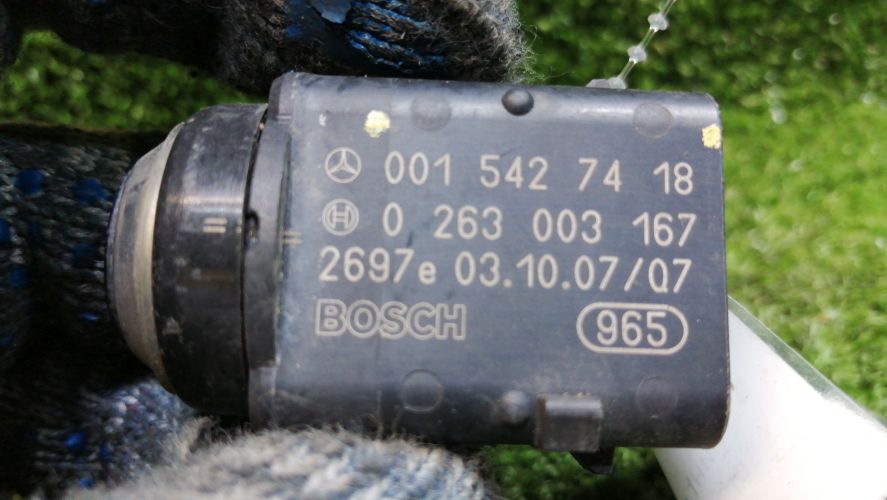 001 542 74 18
0 263 003 167
2697e 03.10.07/Q7
BOSCH 965